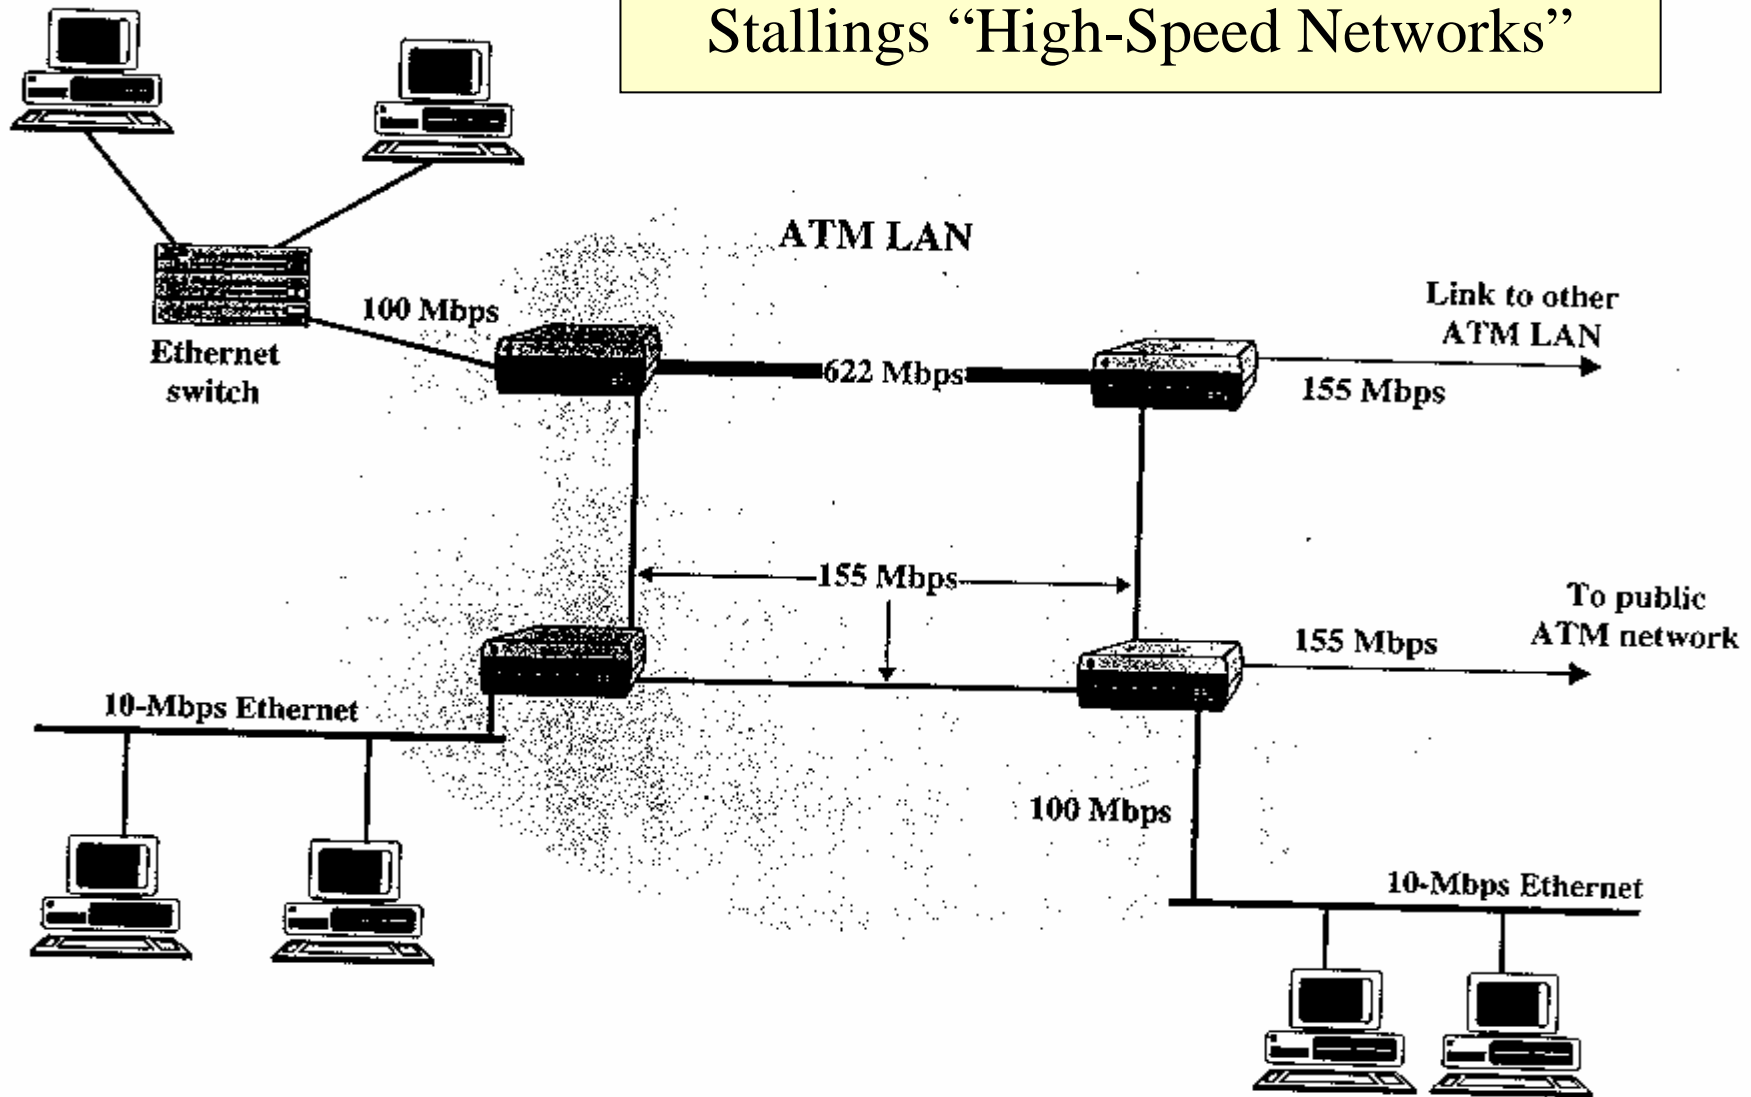 Stallings “High-Speed Networks”
ATM LAN
Link to other
ATM LAN
100 Mbps
Ethernet
switch
622 Mbps
155 Mbps
155 Mbps
To public
ATM network
155 Mbps
10-Mbps Ethernet
100 Mbps
10-Mbps Ethernet